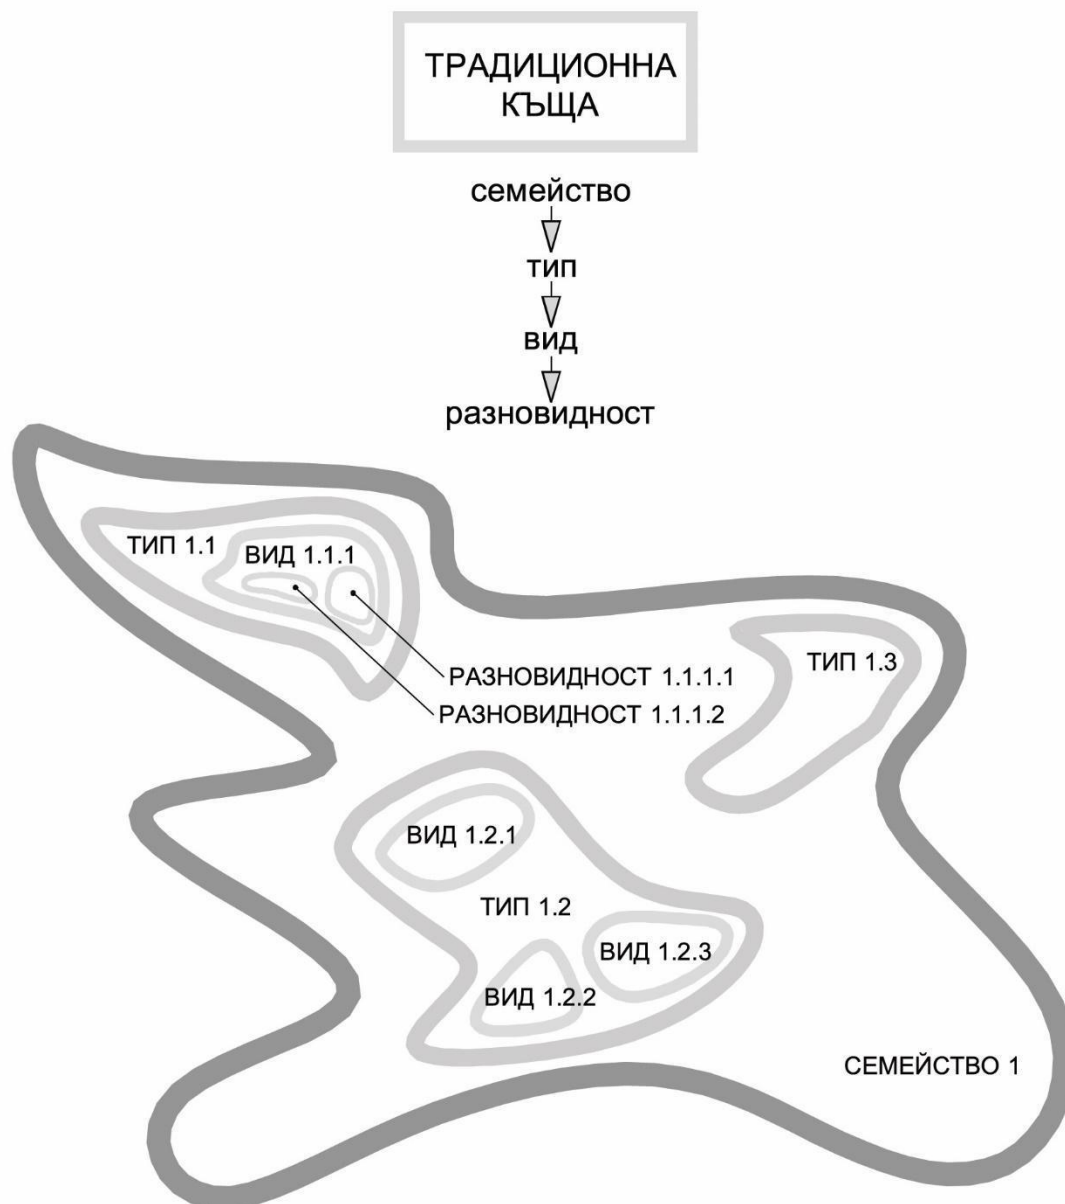 ТРАДИЦИОННА
КЪЩА
семейство
тип
вид
разновидност
ТИП 1.1
ВИД 1.1.1
РАЗНОВИДНОСТ 1.1.1.1
РАЗНОВИДНОСТ 1.1.1.2
ТИП 1.3
ВИД 1.2.1
ТИП 1.2
ВИД 1.2.3
ВИД 1.2.2
СЕМЕЙСТВО 1